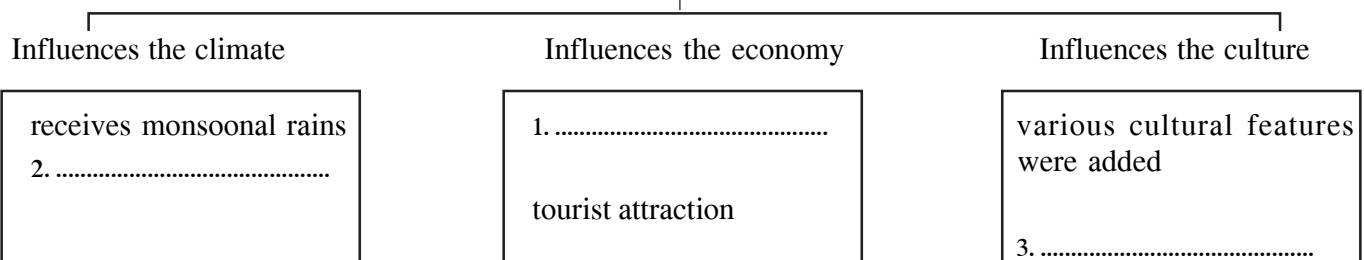 Influences the climate
Influences the economy
Influences the culture
receives monsoonal rains
2. .............................................
1. .............................................
tourist attraction
various cultural features
were added
3. .............................................